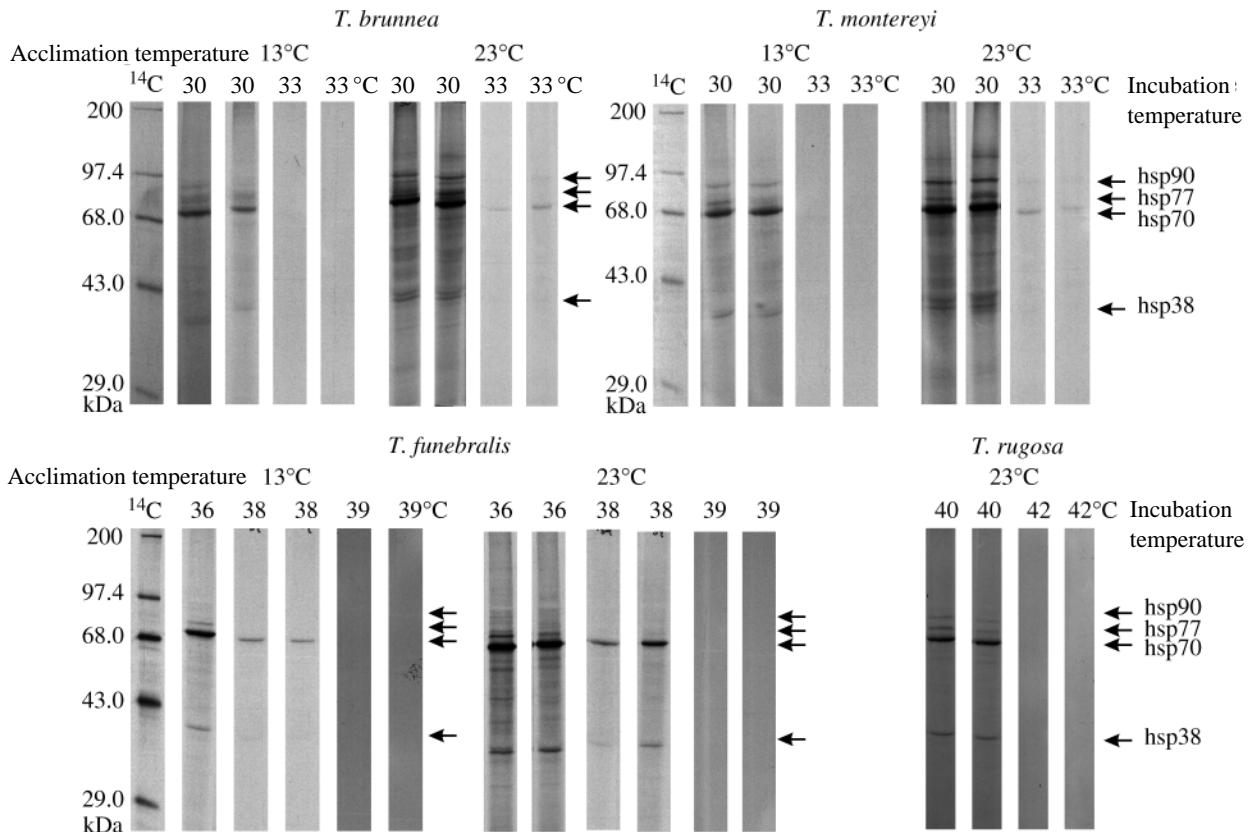 T. brunnea T. montereyi
Acclimation temperature 13°C 23°C 13°C 23°C
14C 30 30 33 33 °C 30 30 33 33°C 14C 30 30 33 33°C 30 30 33 33°C Incubation
temperature
200 200
97.4 97.4 hsp90
hsp77
68.0 68.0 hsp70
43.0 43.0
hsp38
29.0 29.0
kDa kDa
T. funebralis T. rugosa
Acclimation temperature 13°C 23°C 23°C
14C 36 38 38 39 39°C 36 36 38 38 39 39 40 40 42 42°C Incubation
temperature
200
97.4 hsp90
hsp77
68.0 hsp70
43.0
hsp38
29.0
kDa